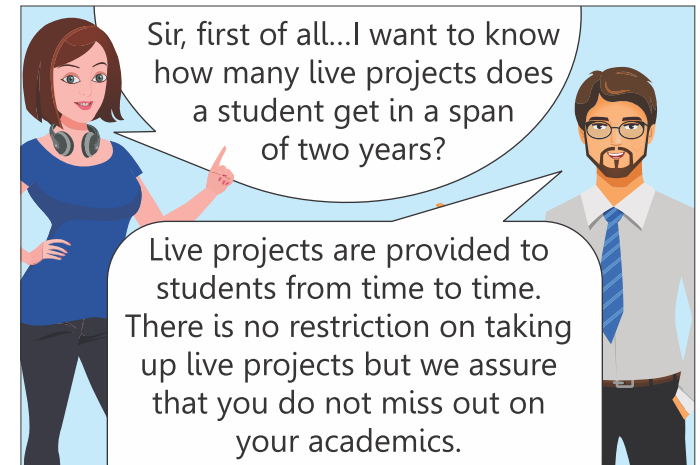 Sir, first of all...I want to know
how many live projects does
a student get in a span
of two years?
Live projects are provided to
students from time to time.
There is no restriction on taking
up live projects but we assure
that you do not miss out on
your academics.